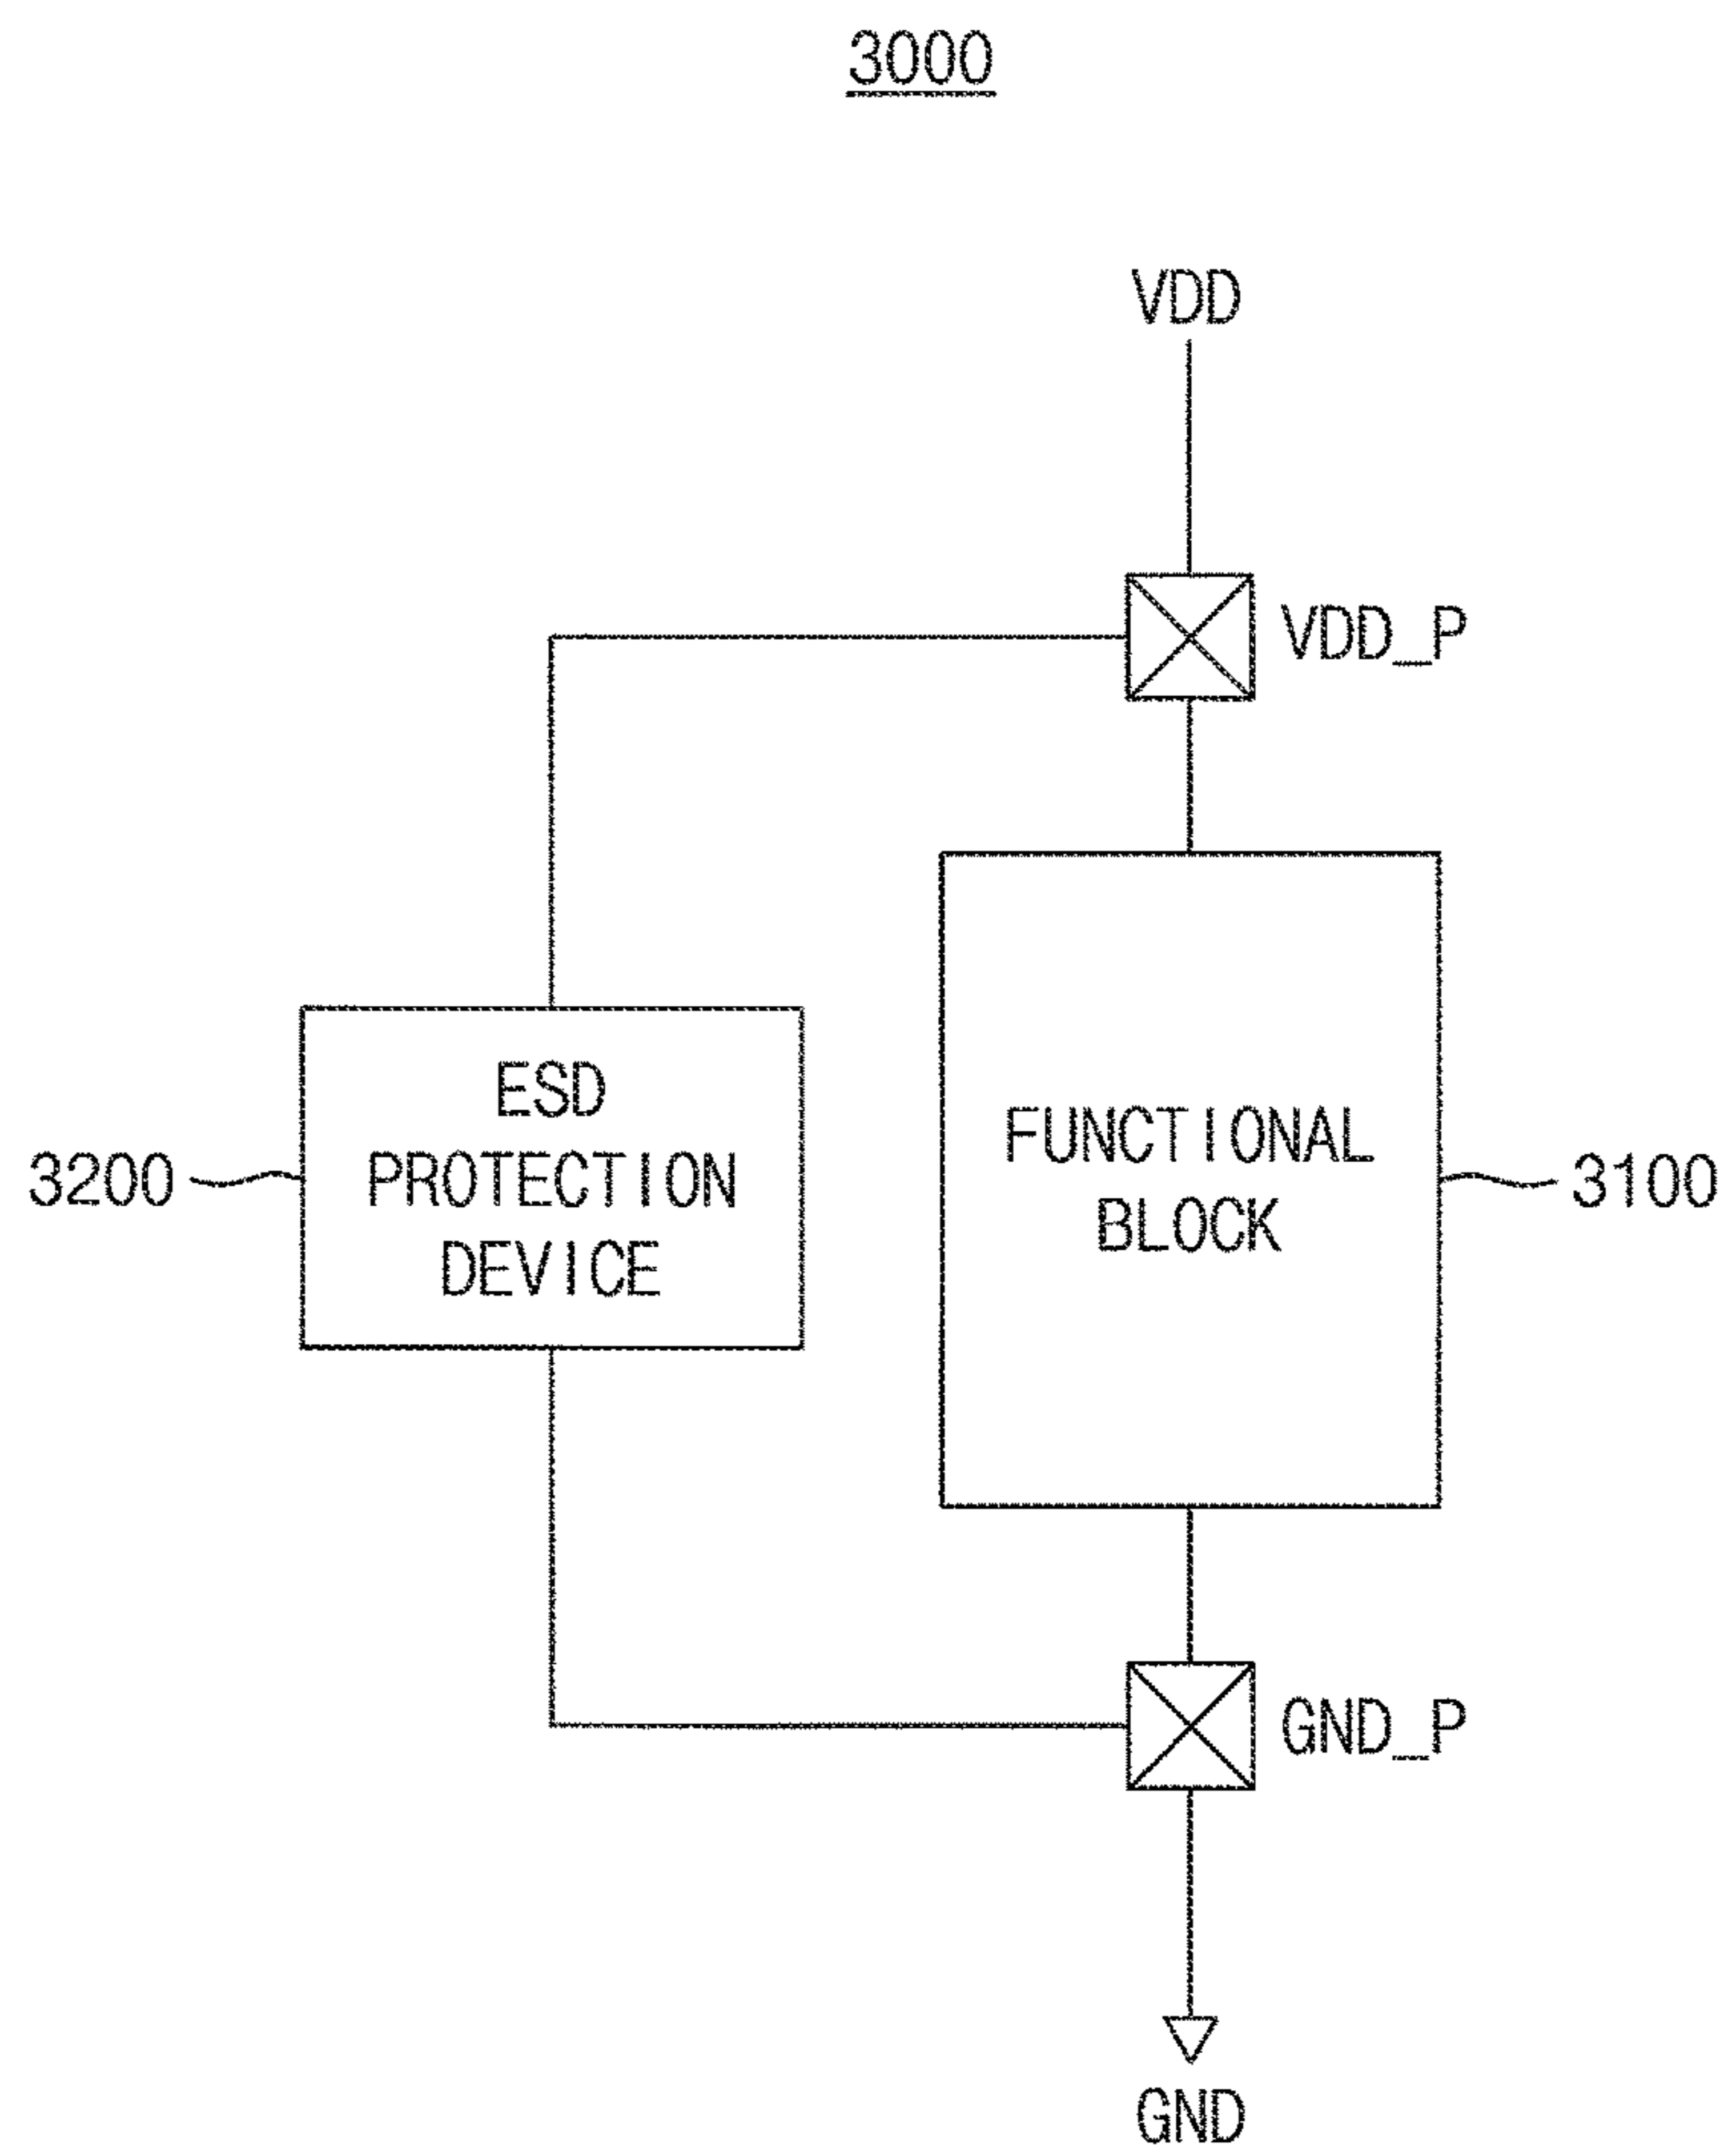 3000
VDD
VDD_P
ESD
PROTECTION
DEVICE
3200
FUNCTIONAL
BLOCK
3100
GND_P
GND